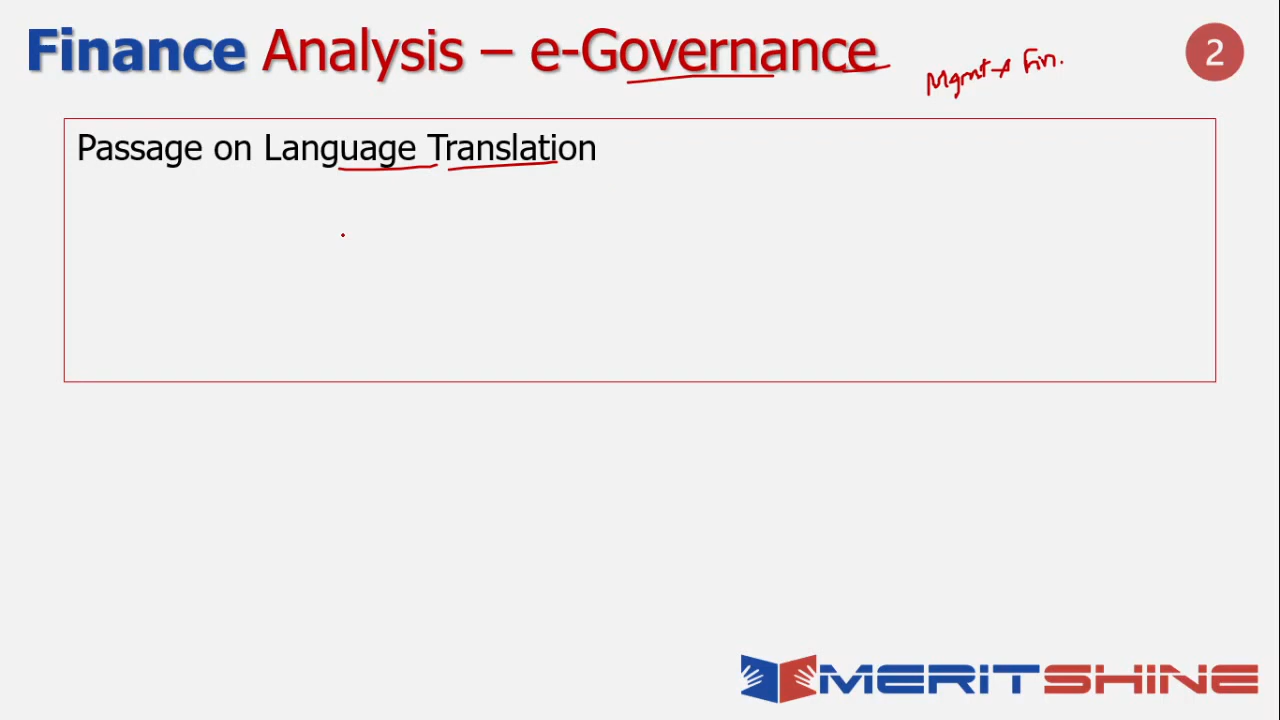 Finance Analysis – e-Governance
Mgmt → Fin.
2
Passage on Language Translation
MERITSHINE